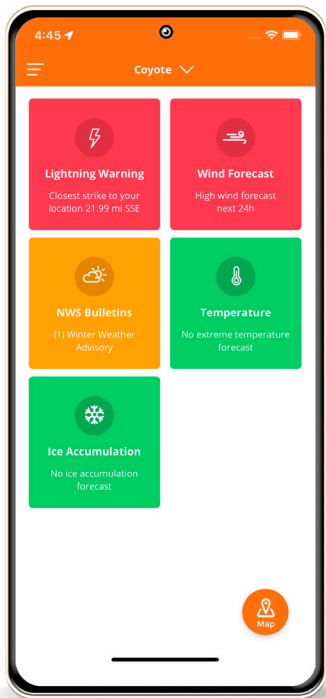 4:45
Coyote
Lightning Warning
Closest strike to your
location 21.99 mi SSE
Wind Forecast
High wind forecast
next 24h
NWS Bulletins
(1) Winter Weather
Advisory
Temperature
No extreme temperature
forecast
Ice Accumulation
No ice accumulation
forecast
Map